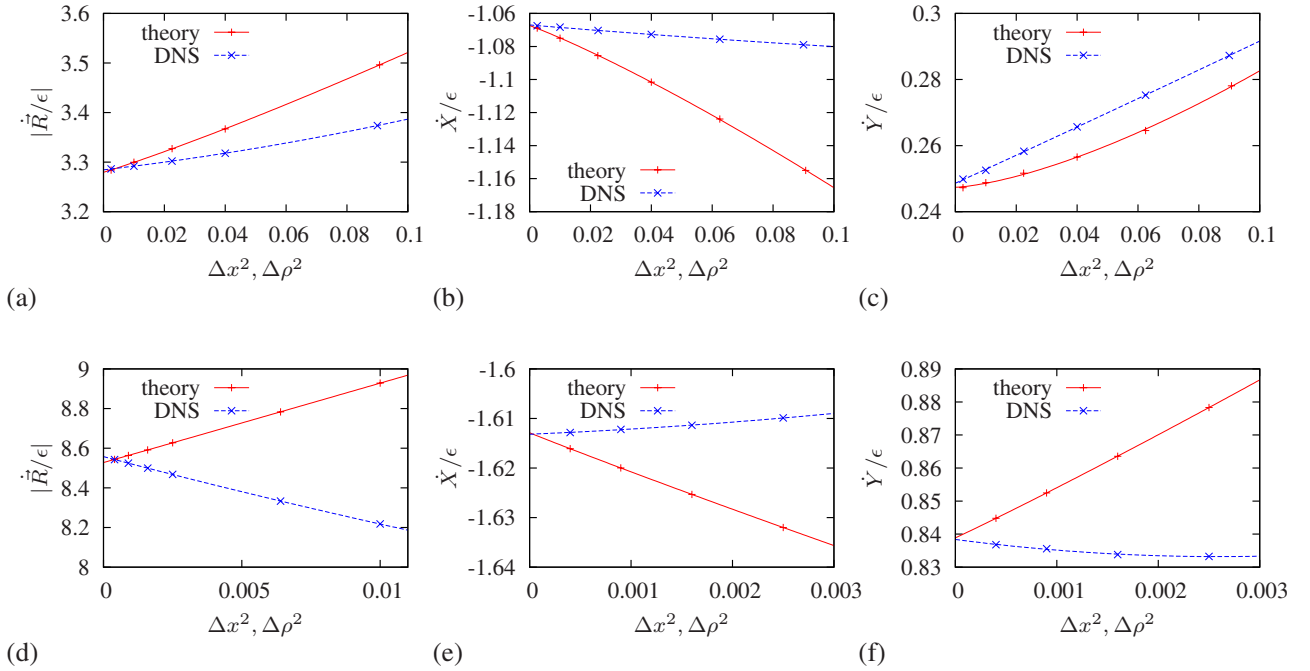 3.6
3.5
3.4
3.3
3.2
|\dot{\vec{R}}/ϵ|
theory
DNS
0 0.02 0.04 0.06 0.08 0.1
Δx², Δρ²
(a)
-1.06
-1.08
-1.10
-1.12
-1.14
-1.16
-1.18
Ẋ/ϵ
theory
DNS
0 0.02 0.04 0.06 0.08 0.1
Δx², Δρ²
(b)
0.30
0.28
0.26
0.24
Ẏ/ϵ
theory
DNS
0 0.02 0.04 0.06 0.08 0.1
Δx², Δρ²
(c)
9
8.8
8.6
8.4
8.2
8
|\dot{\vec{R}}/ϵ|
theory
DNS
0 0.005 0.01
Δx², Δρ²
(d)
-1.6
-1.61
-1.62
-1.63
-1.64
Ẋ/ϵ
theory
DNS
0 0.001 0.002 0.003
Δx², Δρ²
(e)
0.89
0.88
0.87
0.86
0.85
0.84
0.83
Ẏ/ϵ
theory
DNS
0 0.001 0.002 0.003
Δx², Δρ²
(f)